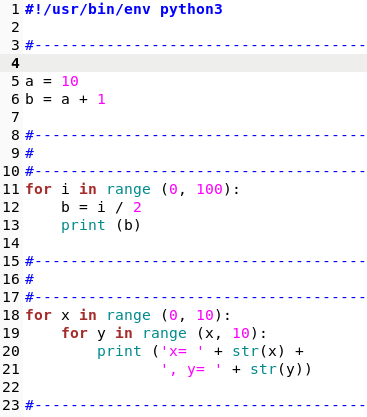 1 #!/usr/bin/env python3
2
3 #-------------------------------------
4
5 a = 10
6 b = a + 1
7
8 #-------------------------------------
9 #
10 #-------------------------------------
11 for i in range (0, 100):
12     b = i / 2
13     print (b)
14
15 #-------------------------------------
16 #
17 #-------------------------------------
18 for x in range (0, 10):
19     for y in range (x, 10):
20         print ('x= ' + str(x) +
21                ', y= ' + str(y))
22
23 #-------------------------------------